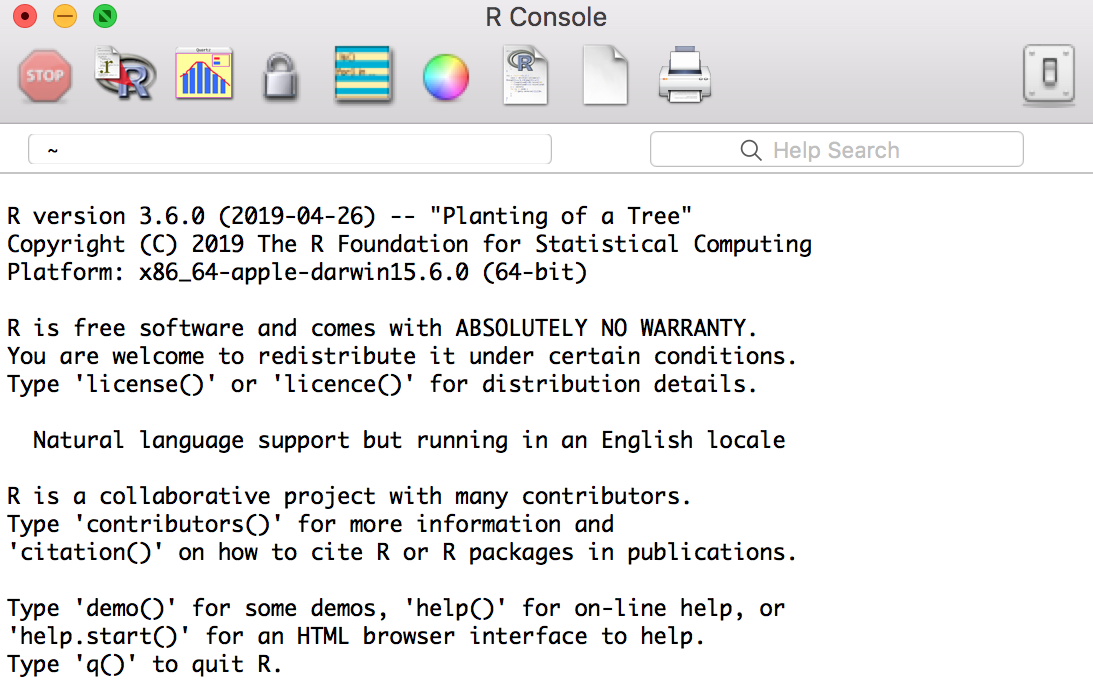 R Console
STOP
Quartz
~
Help Search
R version 3.6.0 (2019-04-26) -- "Planting of a Tree"
Copyright (C) 2019 The R Foundation for Statistical Computing
Platform: x86_64-apple-darwin15.6.0 (64-bit)
R is free software and comes with ABSOLUTELY NO WARRANTY.
You are welcome to redistribute it under certain conditions.
Type 'license()' or 'licence()' for distribution details.
Natural language support but running in an English locale
R is a collaborative project with many contributors.
Type 'contributors()' for more information and
'citation()' on how to cite R or R packages in publications.
Type 'demo()' for some demos, 'help()' for on-line help, or
'help.start()' for an HTML browser interface to help.
Type 'q()' to quit R.